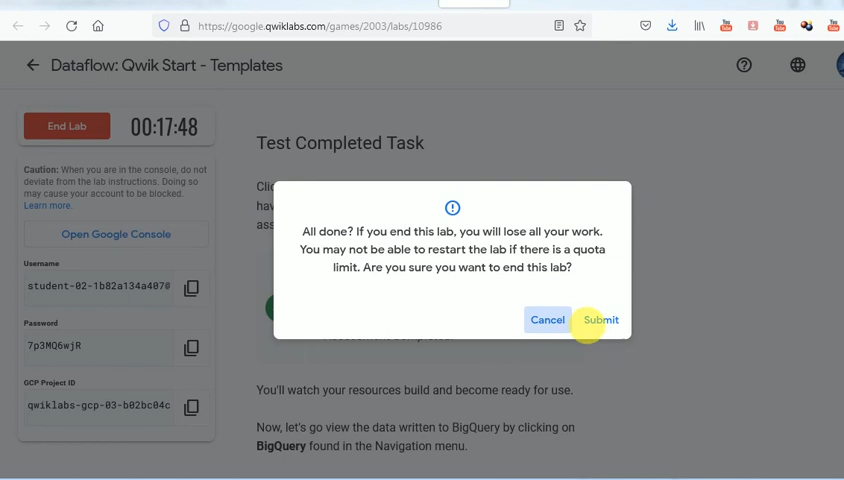 https://google.qwiklabs.com/games/2003/labs/10986
Dataflow: Qwik Start - Templates
End Lab
00:17:48
Caution: When you are in the console, do not
deviate from the lab instructions. Doing so
may cause your account to be blocked.
Learn more.
Open Google Console
Username
student-02-1b82a134a407@
Password
7p3MQ6wjR
GCP Project ID
qwiklabs-gcp-03-b02bc04c
Test Completed Task
All done? If you end this lab, you will lose all your work.
You may not be able to restart the lab if there is a quota
limit. Are you sure you want to end this lab?
Cancel
Submit
You'll watch your resources build and become ready for use.
Now, let's go view the data written to BigQuery by clicking on
BigQuery found in the Navigation menu.